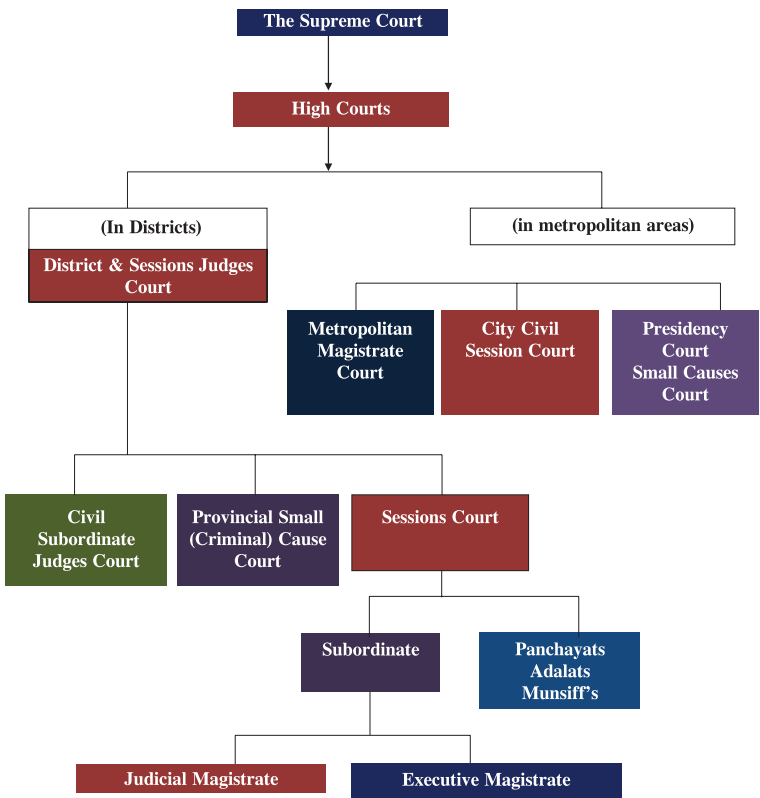 The Supreme Court
High Courts
(In Districts)
(in metropolitan areas)
District & Sessions Judges
Court
Metropolitan
Magistrate
Court
City Civil
Session Court
Presidency
Court
Small Causes
Court
Civil
Subordinate
Judges Court
Provincial Small
(Criminal) Cause
Court
Sessions Court
Subordinate
Panchayats
Adalats
Munsiff’s
Judicial Magistrate
Executive Magistrate